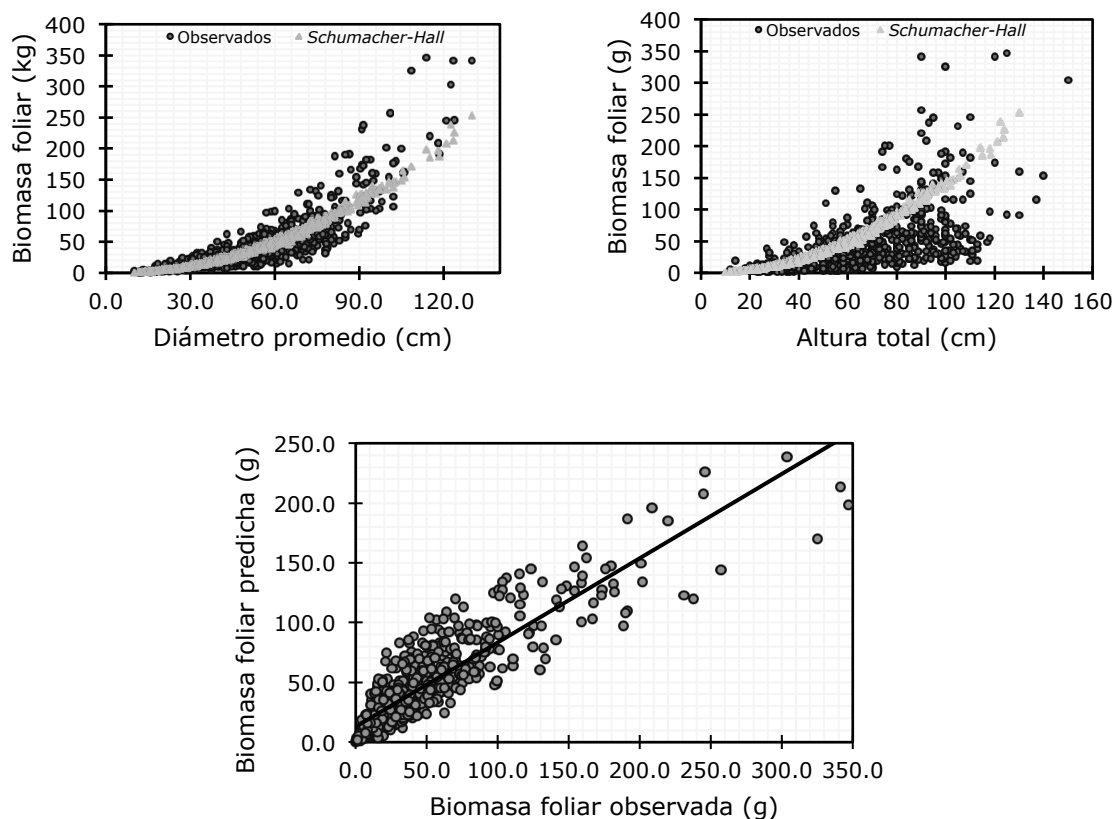 Biomasa foliar (kg)
400
350
300
250
200
150
100
50
0
Observados Schumacher-Hall
0.0 30.0 60.0 90.0 120.0
Diámetro promedio (cm)
Biomasa foliar (g)
400
350
300
250
200
150
100
50
0
Observados Schumacher-Hall
0 20 40 60 80 100 120 140 160
Altura total (cm)
Biomasa foliar predicha (g)
250.0
200.0
150.0
100.0
50.0
0.0
0.0 50.0 100.0 150.0 200.0 250.0 300.0 350.0
Biomasa foliar observada (g)